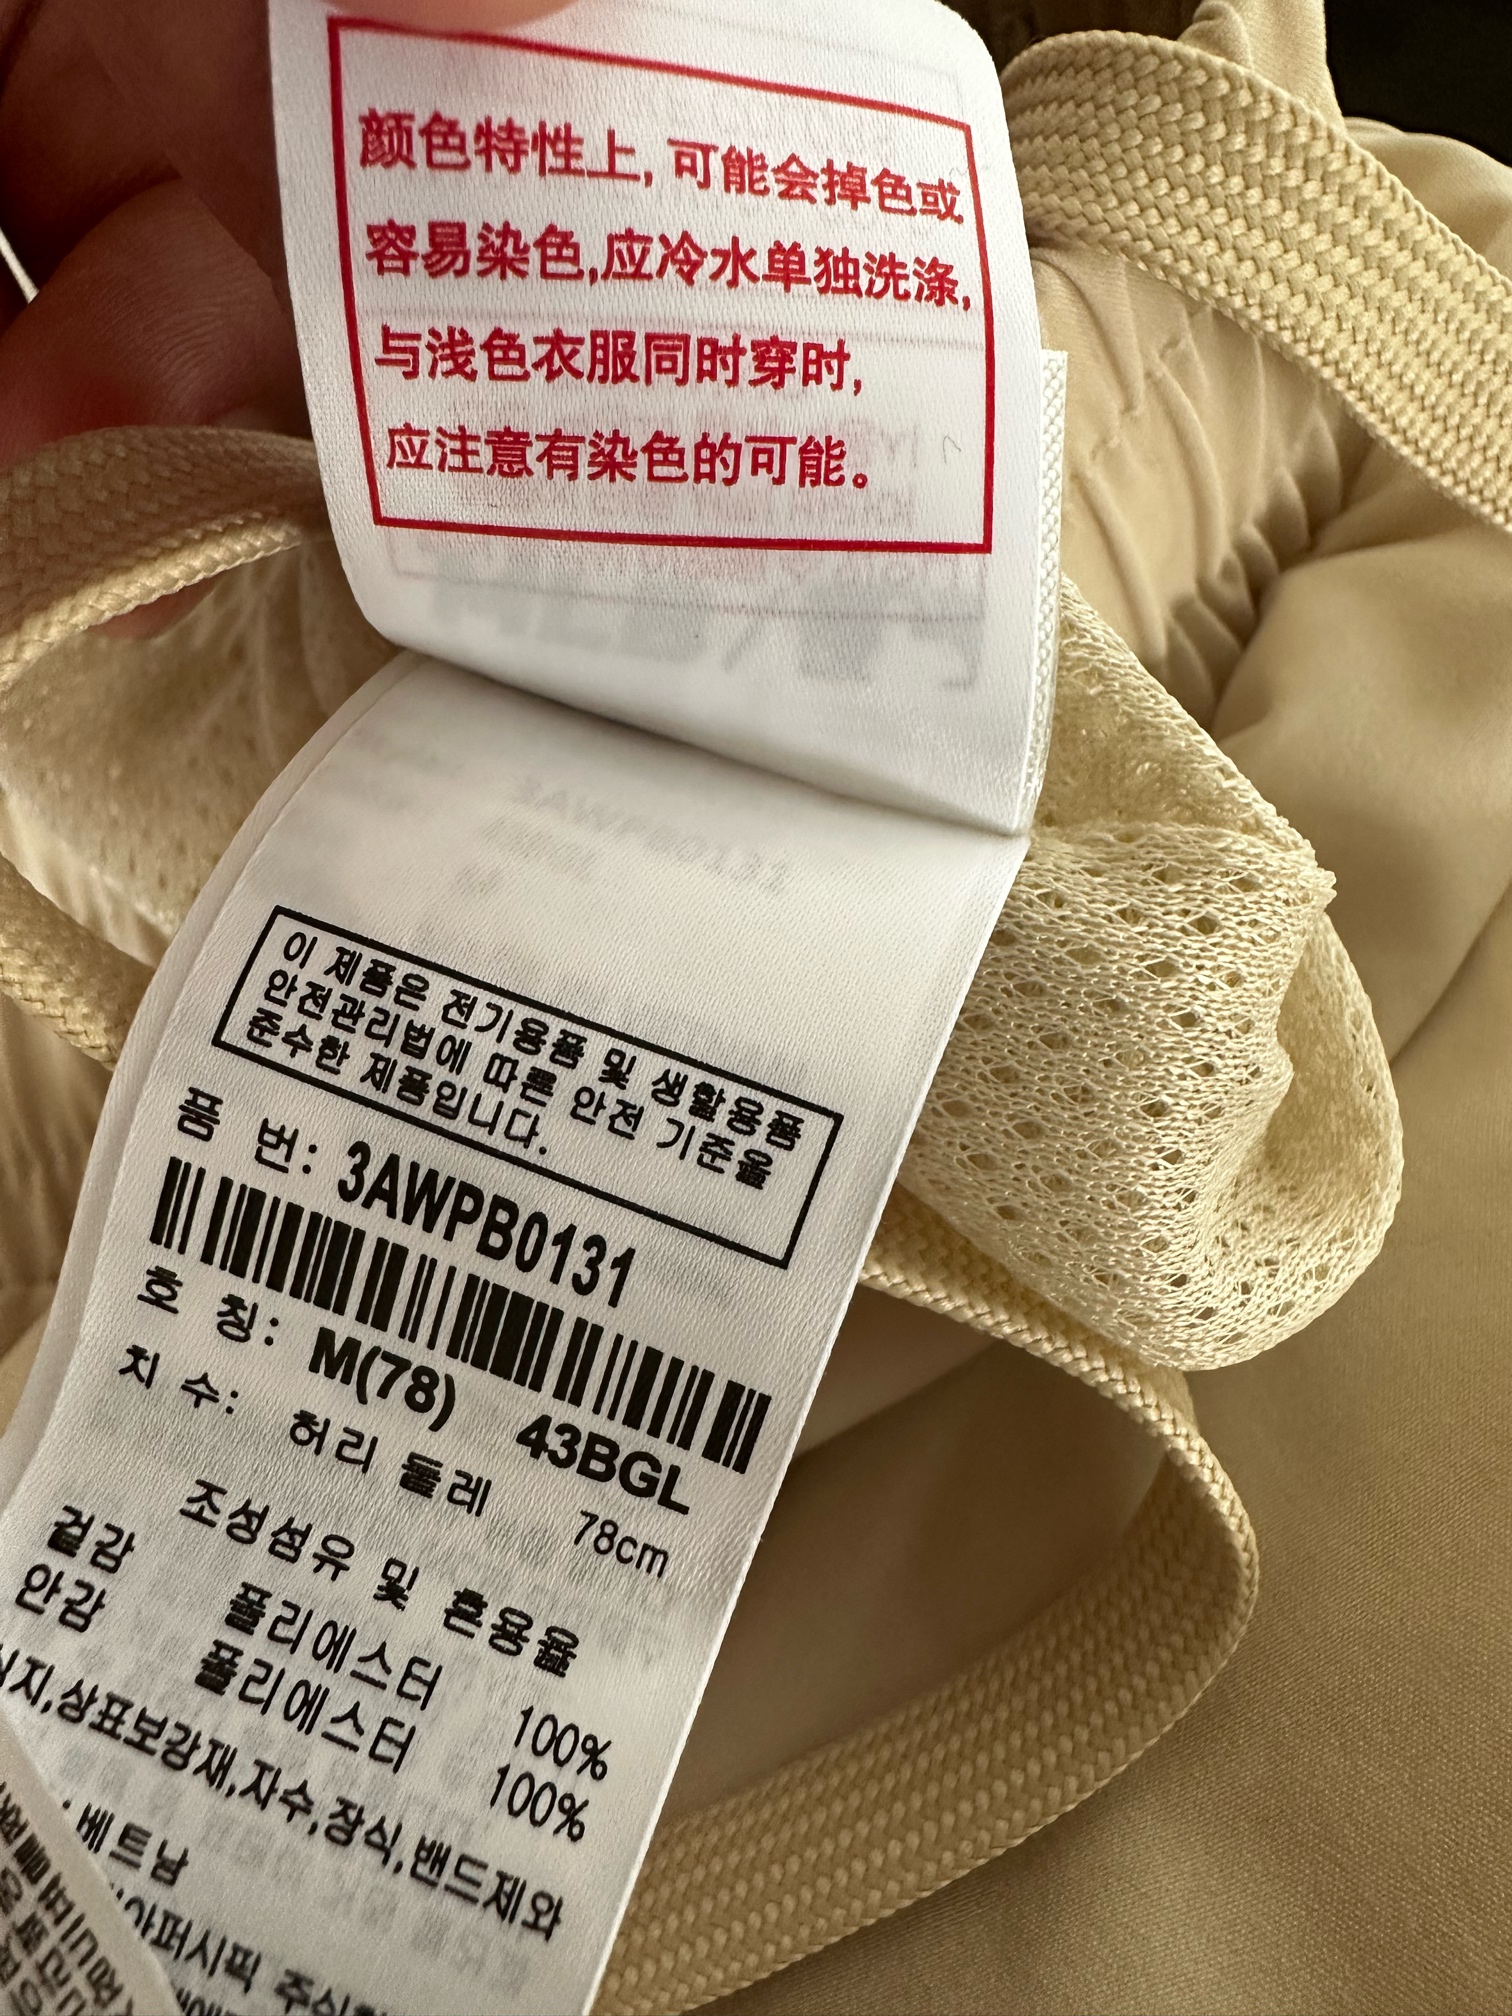 颜色特性上, 可能会掉色或
容易染色,应冷水单独洗涤,
与浅色衣服同时穿时,
应注意有染色的可能。
이 제품은 전기용품 및 생활용품
안전관리법에 따른 안전 기준을
준수한 제품입니다.
품 번: 3AWPB0131
호 칭: M(78) 43BGL
치 수: 허리 둘레 78cm
조성섬유 및 혼용율
겉감 폴리에스터 100%
안감 폴리에스터 100%
심지,상표보강재,자수,장식,밴드제외
베트남